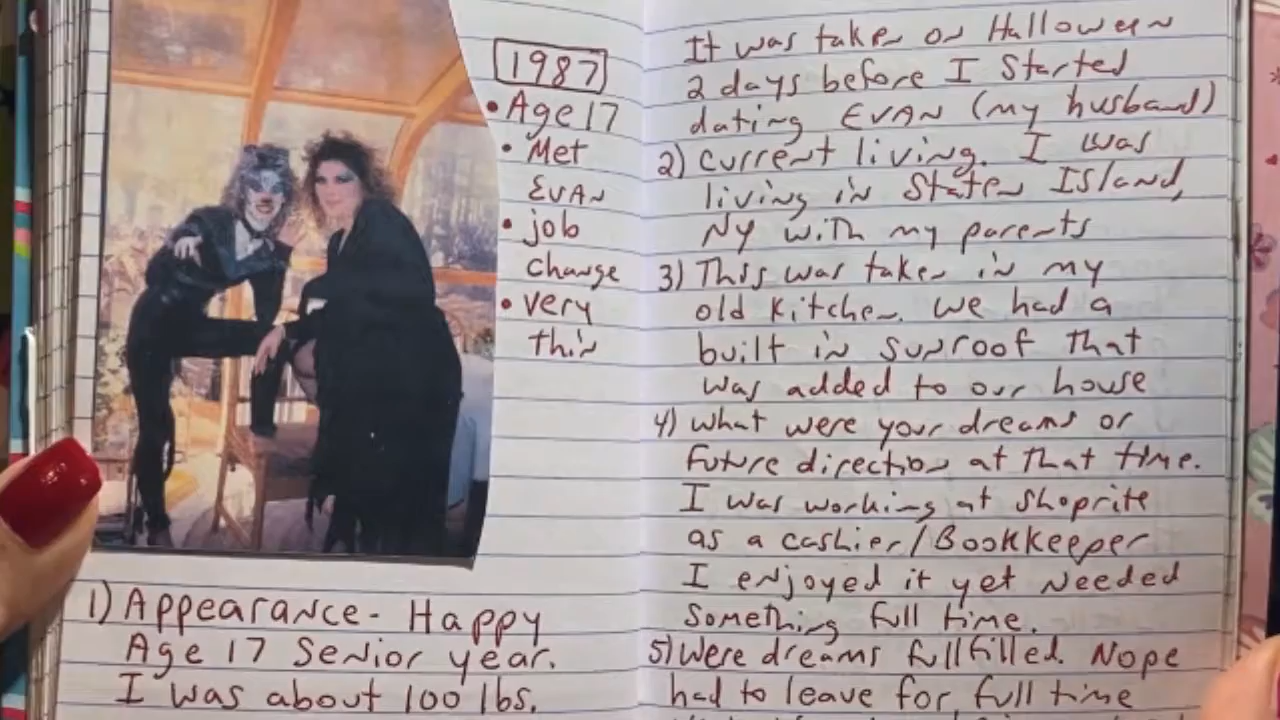 1987
• Age 17
• Met
EVAN
• job
change
• very
thin
1) Appearance - Happy
Age 17 Senior year.
I was about 100 lbs.
It was taken on Halloween
2 days before I Started
dating EVAN (my husband)
2) current living. I was
living in Staten Island,
NY with my parents
3) This was taken in my
old kitchen. we had a
built in sunroof that
was added to our house
4) what were your dreams or
future direction at that time.
I was working at shoprite
as a cashier/Bookkeeper
I enjoyed it yet needed
something full time.
5) were dreams fullfilled. Nope
had to leave for full time